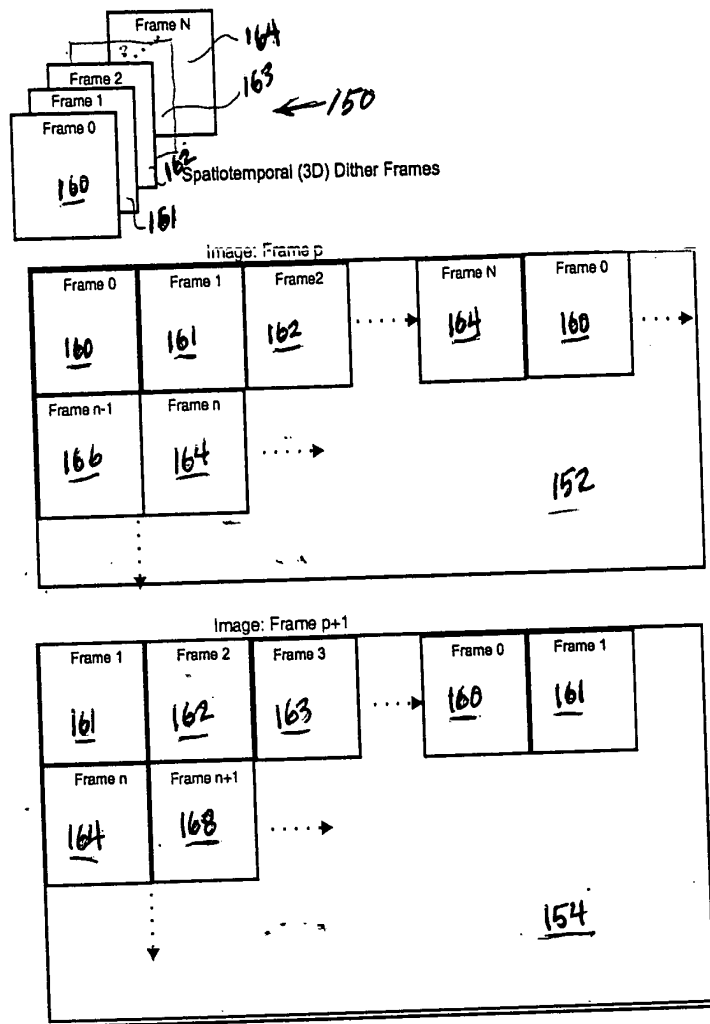 Frame N
164
Frame 2
163
150
Frame 1
Frame 0
162
Spatiotemporal (3D) Dither Frames
160
161
Image: Frame p
Frame 0 Frame 1 Frame2 Frame N Frame 0
160 161 162 164 160
Frame n-1 Frame n
166 164
152
Image: Frame p+1
Frame 1 Frame 2 Frame 3 Frame 0 Frame 1
161 162 163 160 161
Frame n Frame n+1
164 168
154